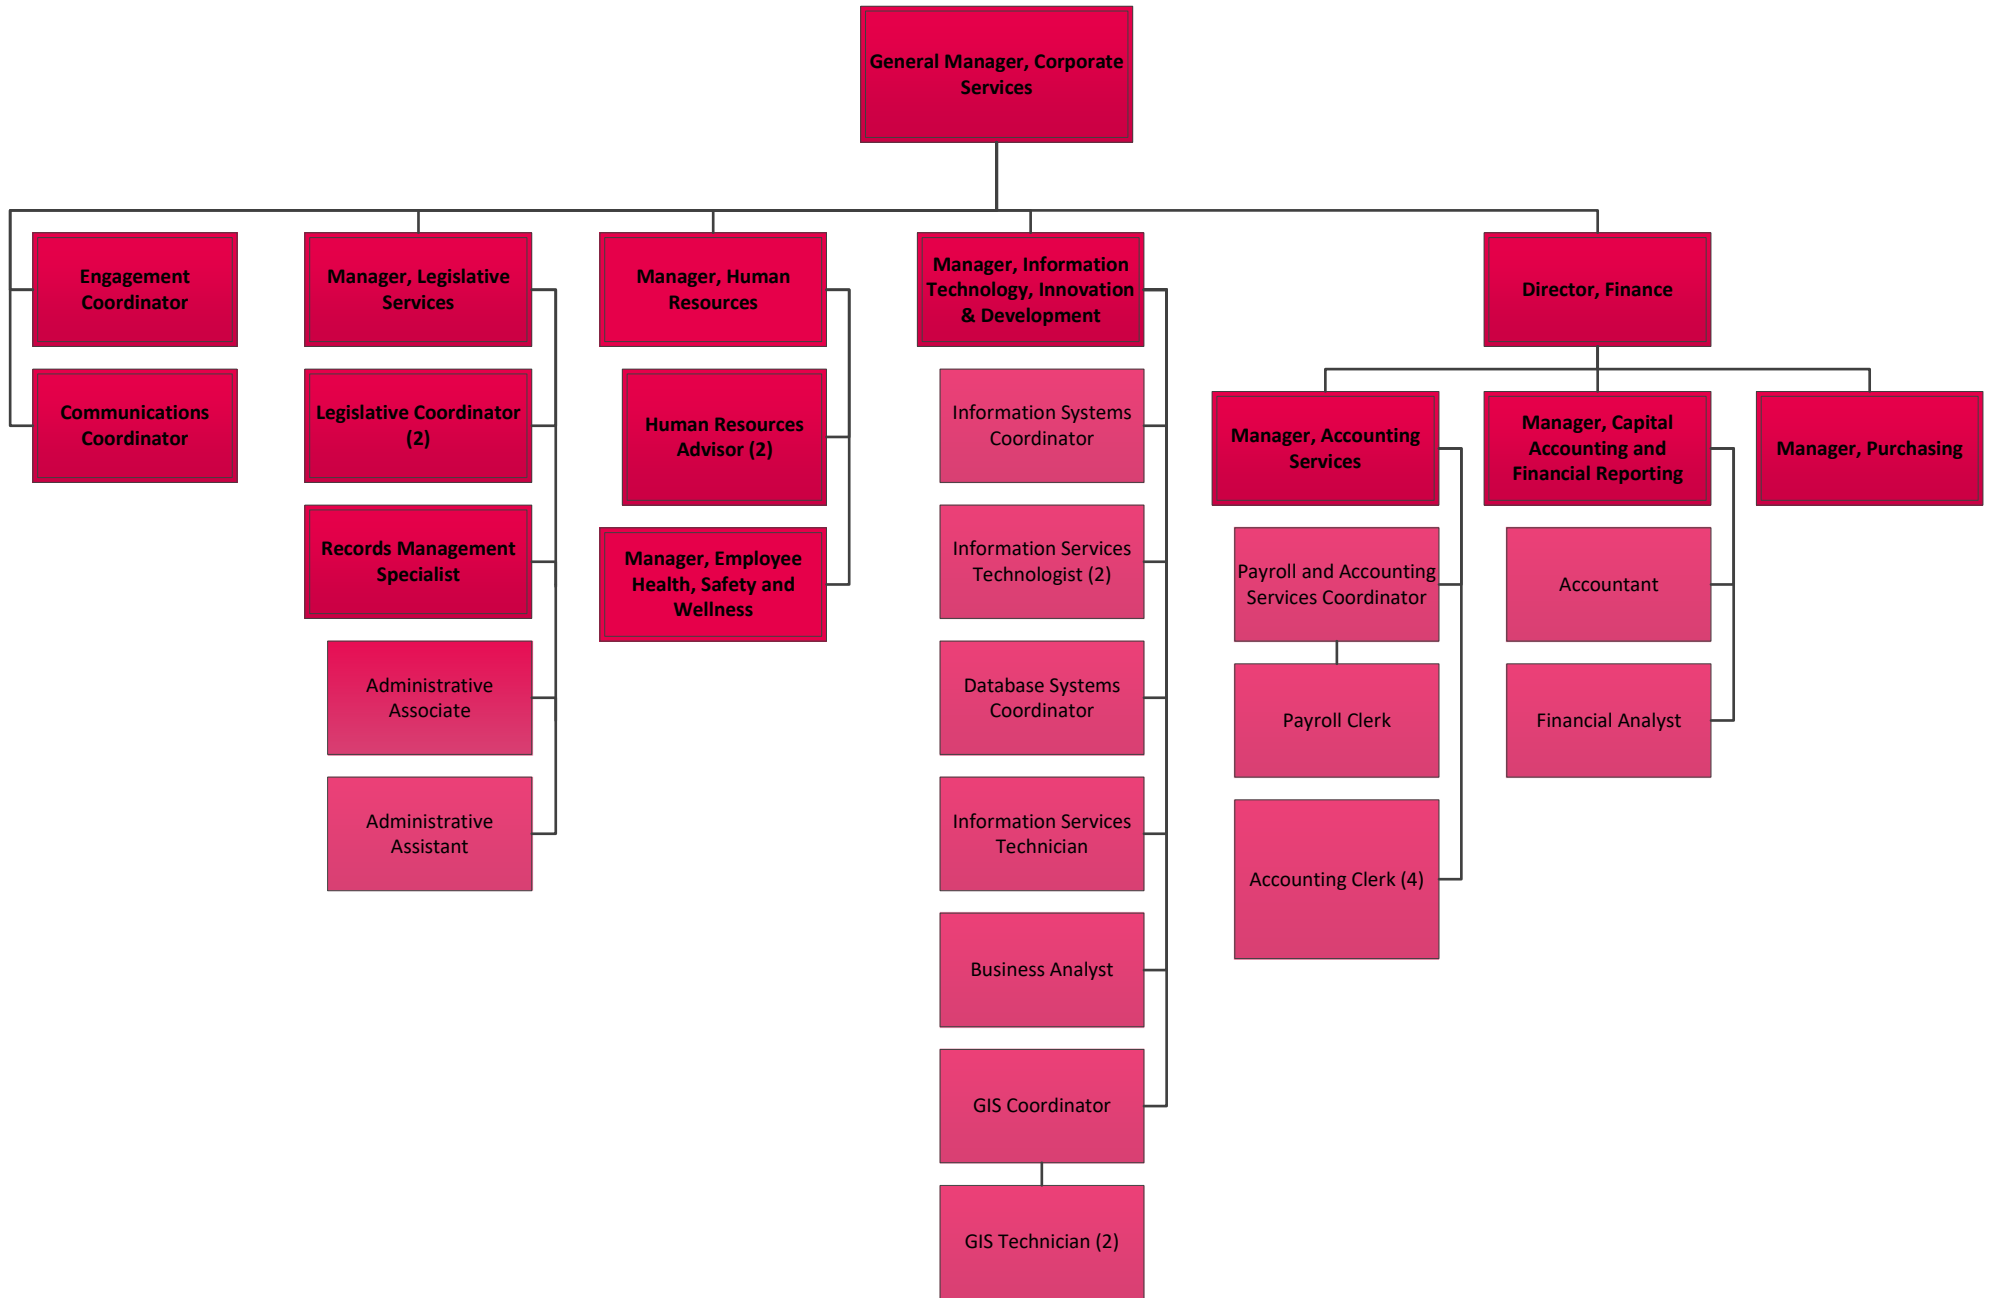 General Manager, Corporate
Services
Engagement
Coordinator
Communications
Coordinator
Manager, Legislative
Services
Legislative Coordinator
(2)
Records Management
Specialist
Administrative
Associate
Administrative
Assistant
Manager, Human
Resources
Human Resources
Advisor (2)
Manager, Employee
Health, Safety and
Wellness
Manager, Information
Technology, Innovation
& Development
Information Systems
Coordinator
Information Services
Technologist (2)
Database Systems
Coordinator
Information Services
Technician
Business Analyst
GIS Coordinator
GIS Technician (2)
Director, Finance
Manager, Accounting
Services
Payroll and Accounting
Services Coordinator
Payroll Clerk
Accounting Clerk (4)
Manager, Capital
Accounting and
Financial Reporting
Accountant
Financial Analyst
Manager, Purchasing